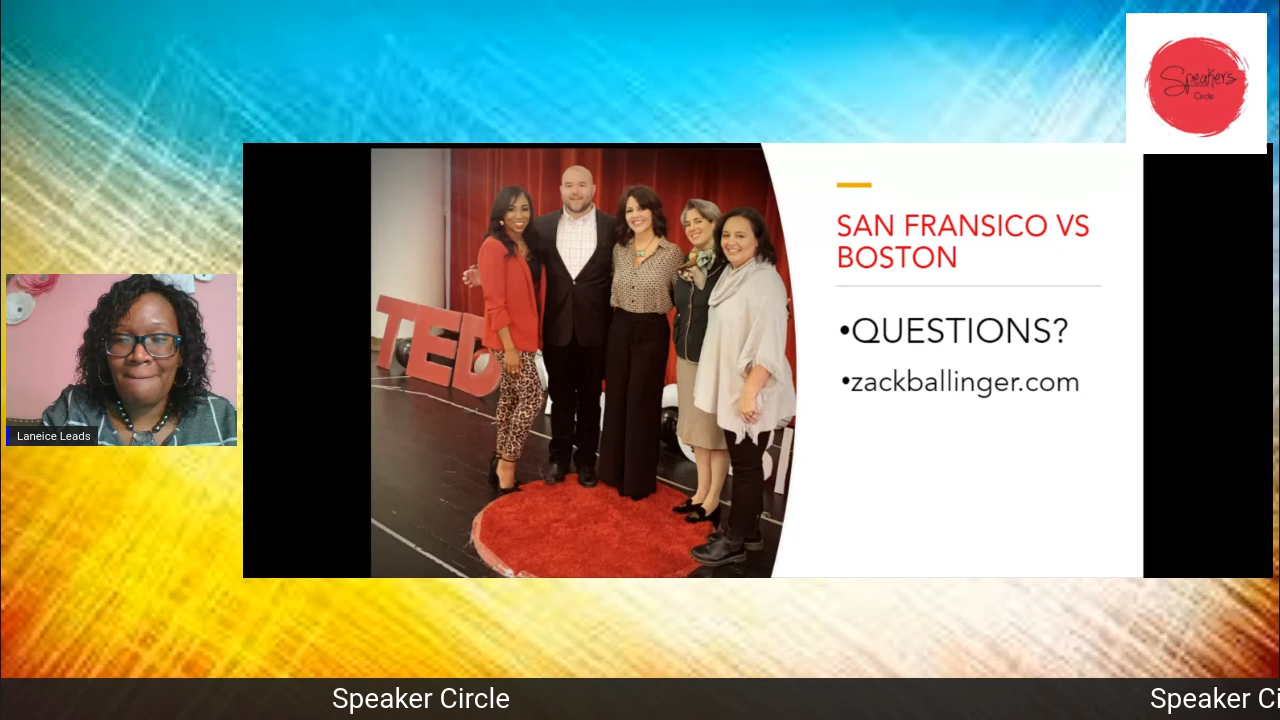 Speakers
Circle
SAN FRANSICO VS
BOSTON
•QUESTIONS?
•zackballinger.com
TED
Laneice Leads
Speaker Circle
Speaker Ci